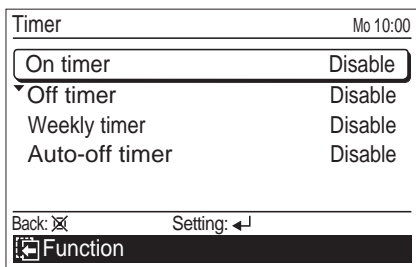 Timer Mo 10:00
On timer Disable
Off timer Disable
Weekly timer Disable
Auto-off timer Disable
Back: Setting:
Function